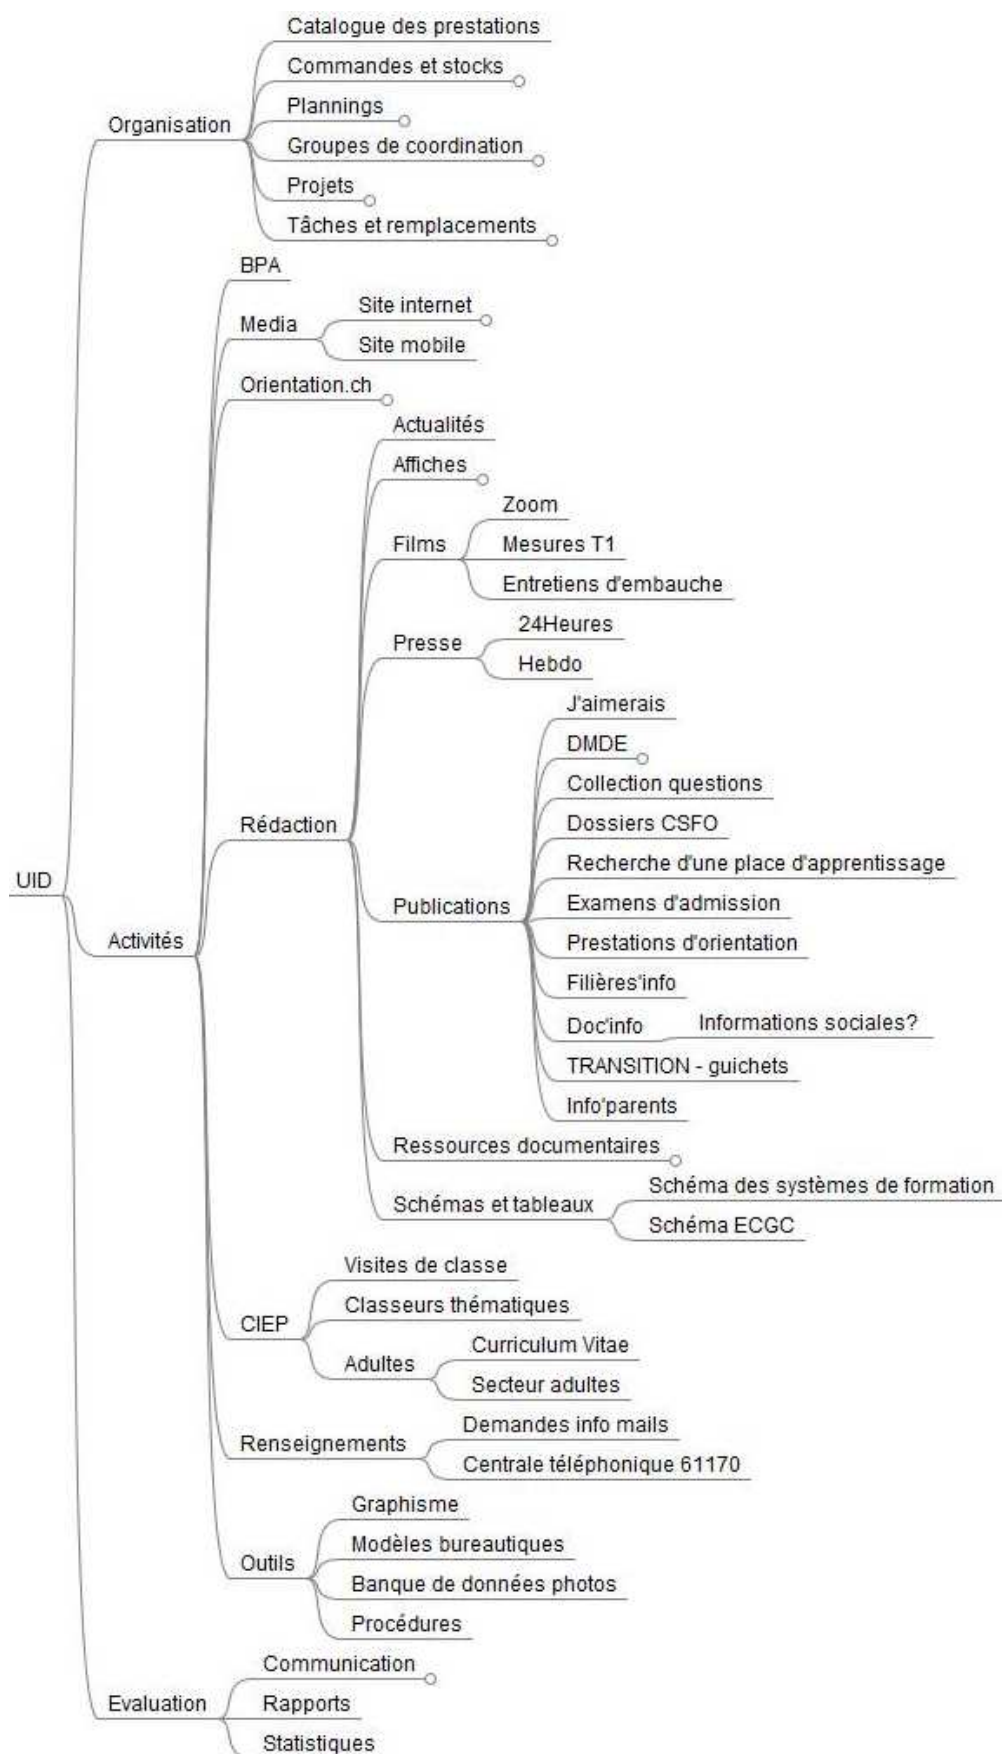 Catalogue des prestations
Commandes et stocks
Plannings
Organisation
Groupes de coordination
Projets
Tâches et remplacements
BPA
Site internet
Media
Site mobile
Orientation.ch
Actualités
Affiches
Zoom
Films
Mesures T1
Entretiens d'embauche
24Heures
Presse
Hebdo
J'aimerais
DMDE
Collection questions
Rédaction
Dossiers CSFO
Recherche d'une place d'apprentissage
UID
Publications
Examens d'admission
Activités
Prestations d'orientation
Filières'info
Doc'info
Informations sociales?
TRANSITION - guichets
Info'parents
Ressources documentaires
Schéma des systèmes de formation
Schémas et tableaux
Schéma ECGC
Visites de classe
Classeurs thématiques
CIEP
Curriculum Vitae
Adultes
Secteur adultes
Demandes info mails
Renseignements
Centrale téléphonique 61170
Graphisme
Modèles bureautiques
Outils
Banque de données photos
Procédures
Communication
Evaluation
Rapports
Statistiques